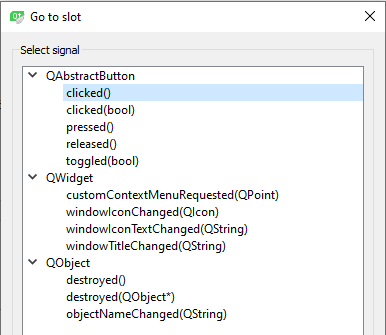 Go to slot
Select signal
QAbstractButton
clicked()
clicked(bool)
pressed()
released()
toggled(bool)
QWidget
customContextMenuRequested(QPoint)
windowIconChanged(QIcon)
windowIconTextChanged(QString)
windowTitleChanged(QString)
QObject
destroyed()
destroyed(QObject*)
objectNameChanged(QString)